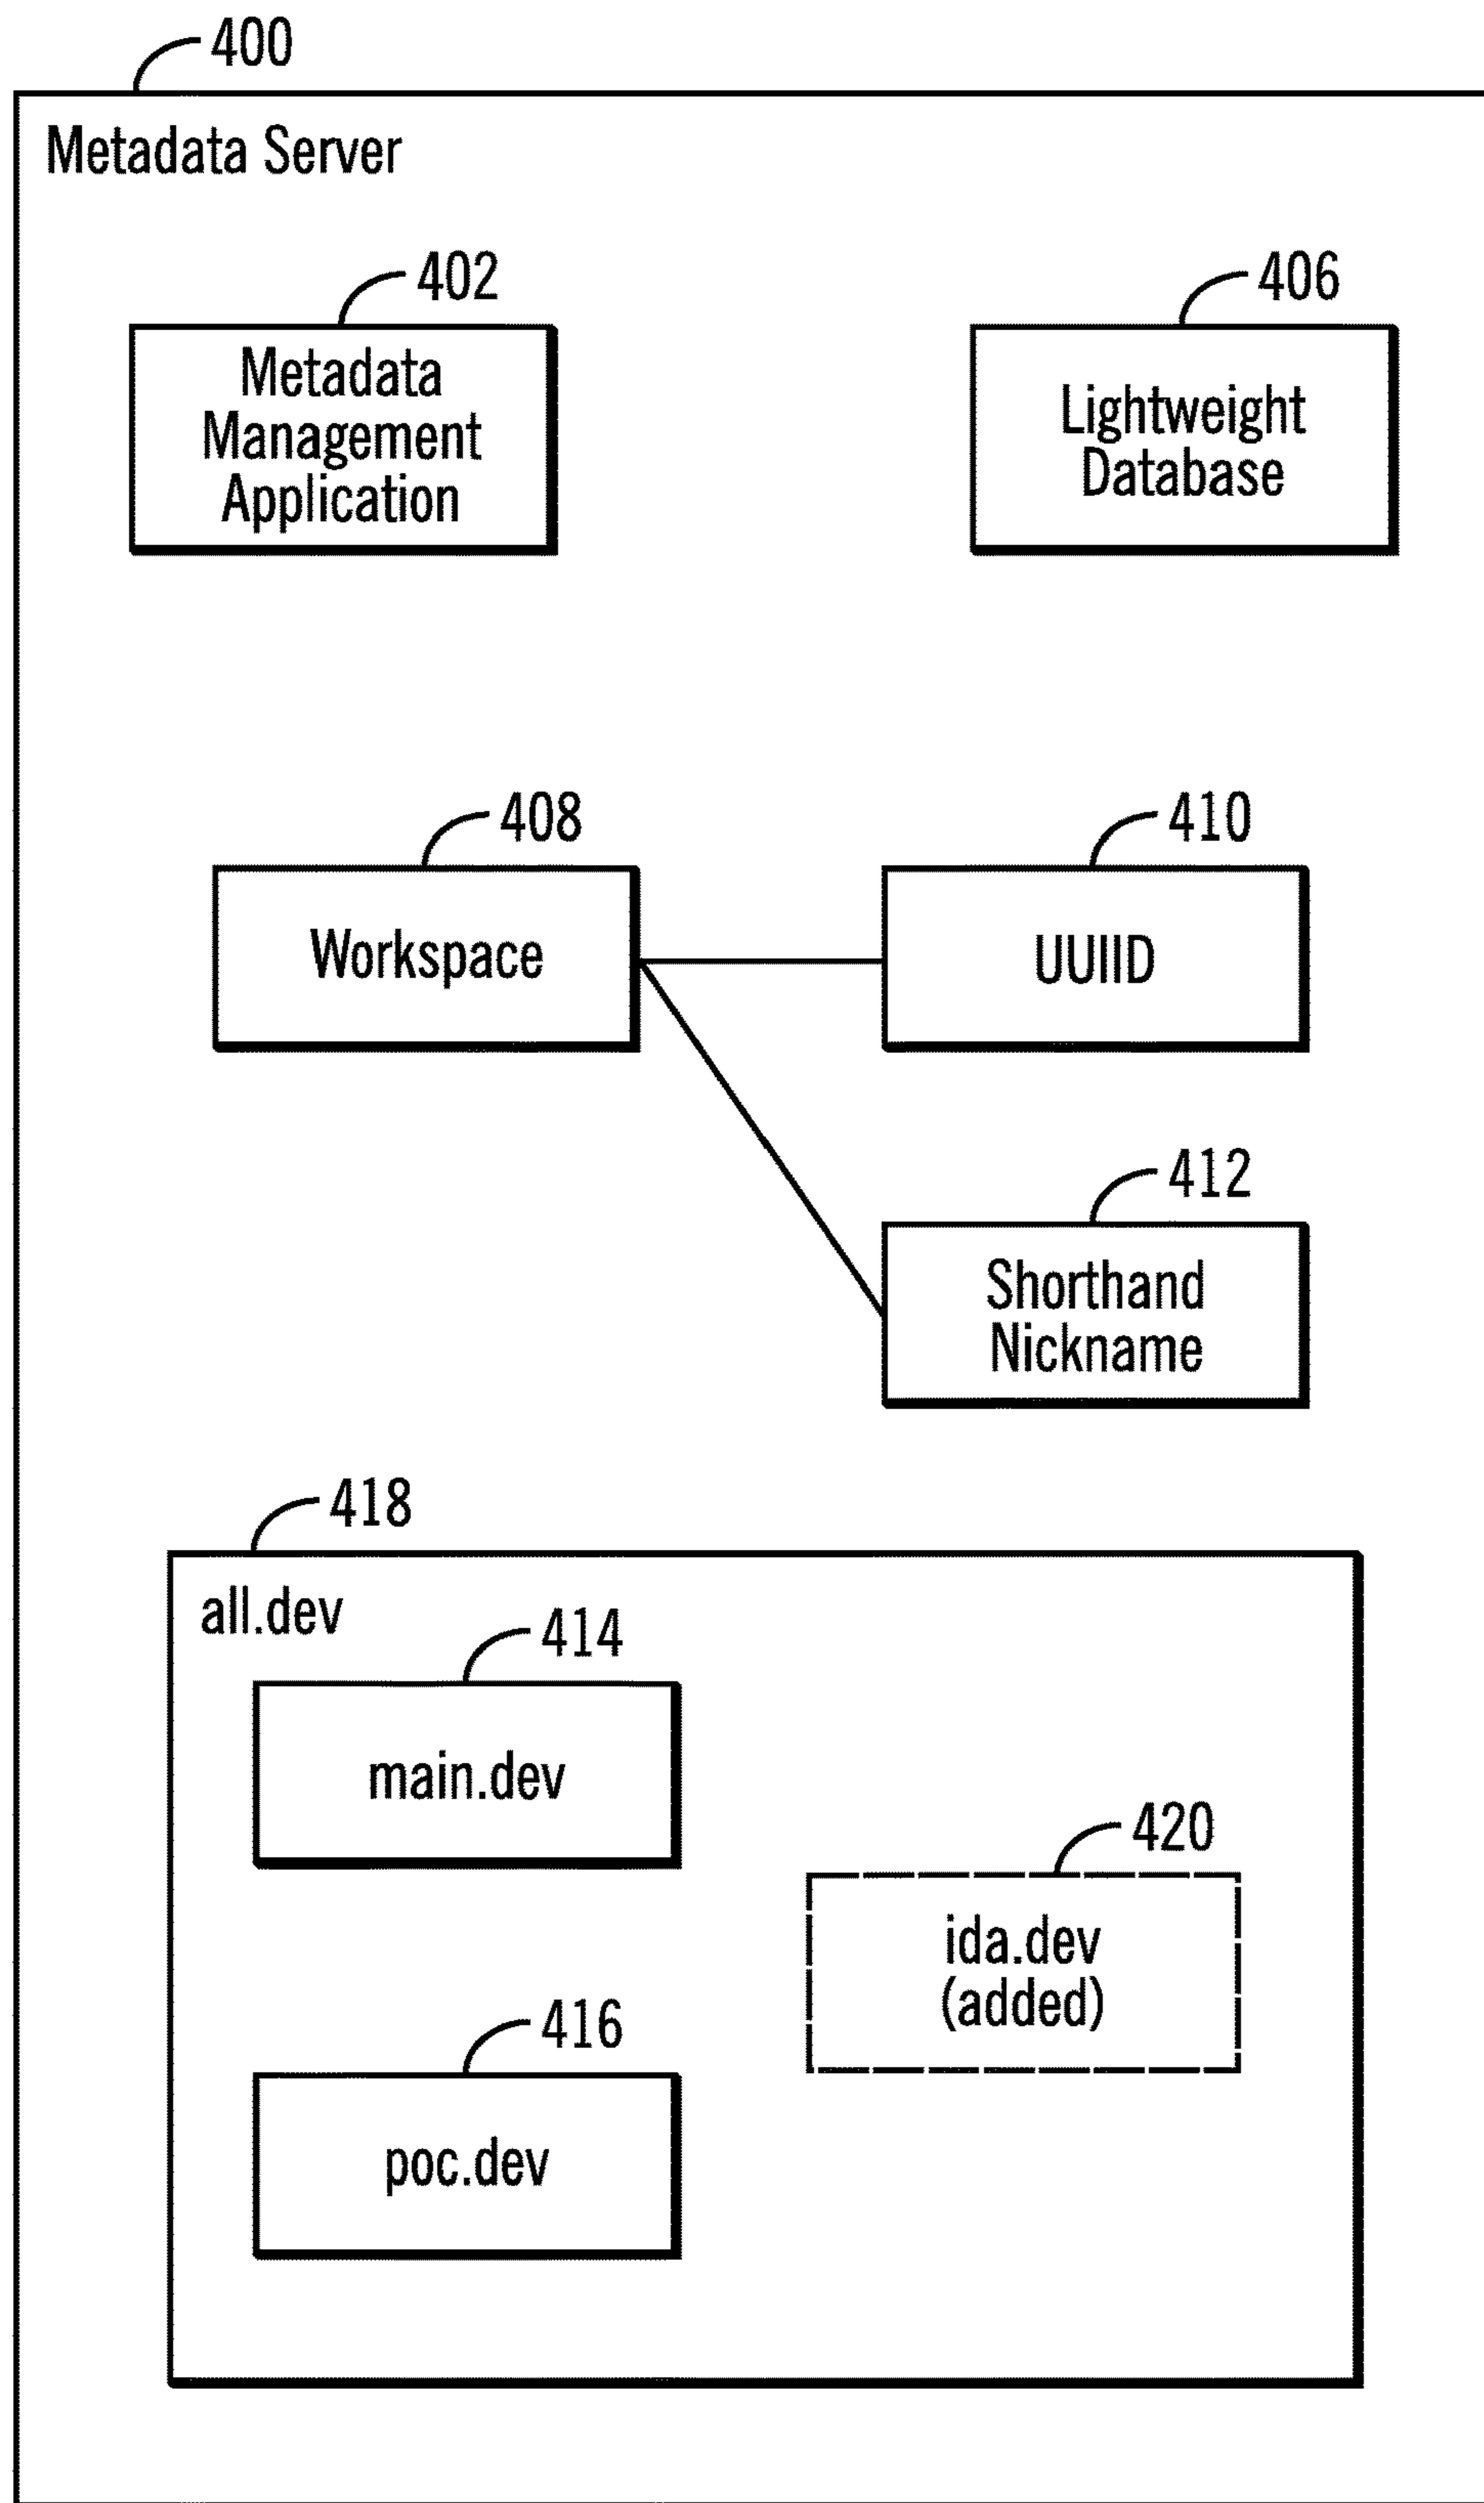 400
Metadata Server
402
406
Metadata
Management
Application
Lightweight
Database
408
410
Workspace
UUIID
412
Shorthand
Nickname
418
all.dev
414
main.dev
420
ida.dev
(added)
416
poc.dev